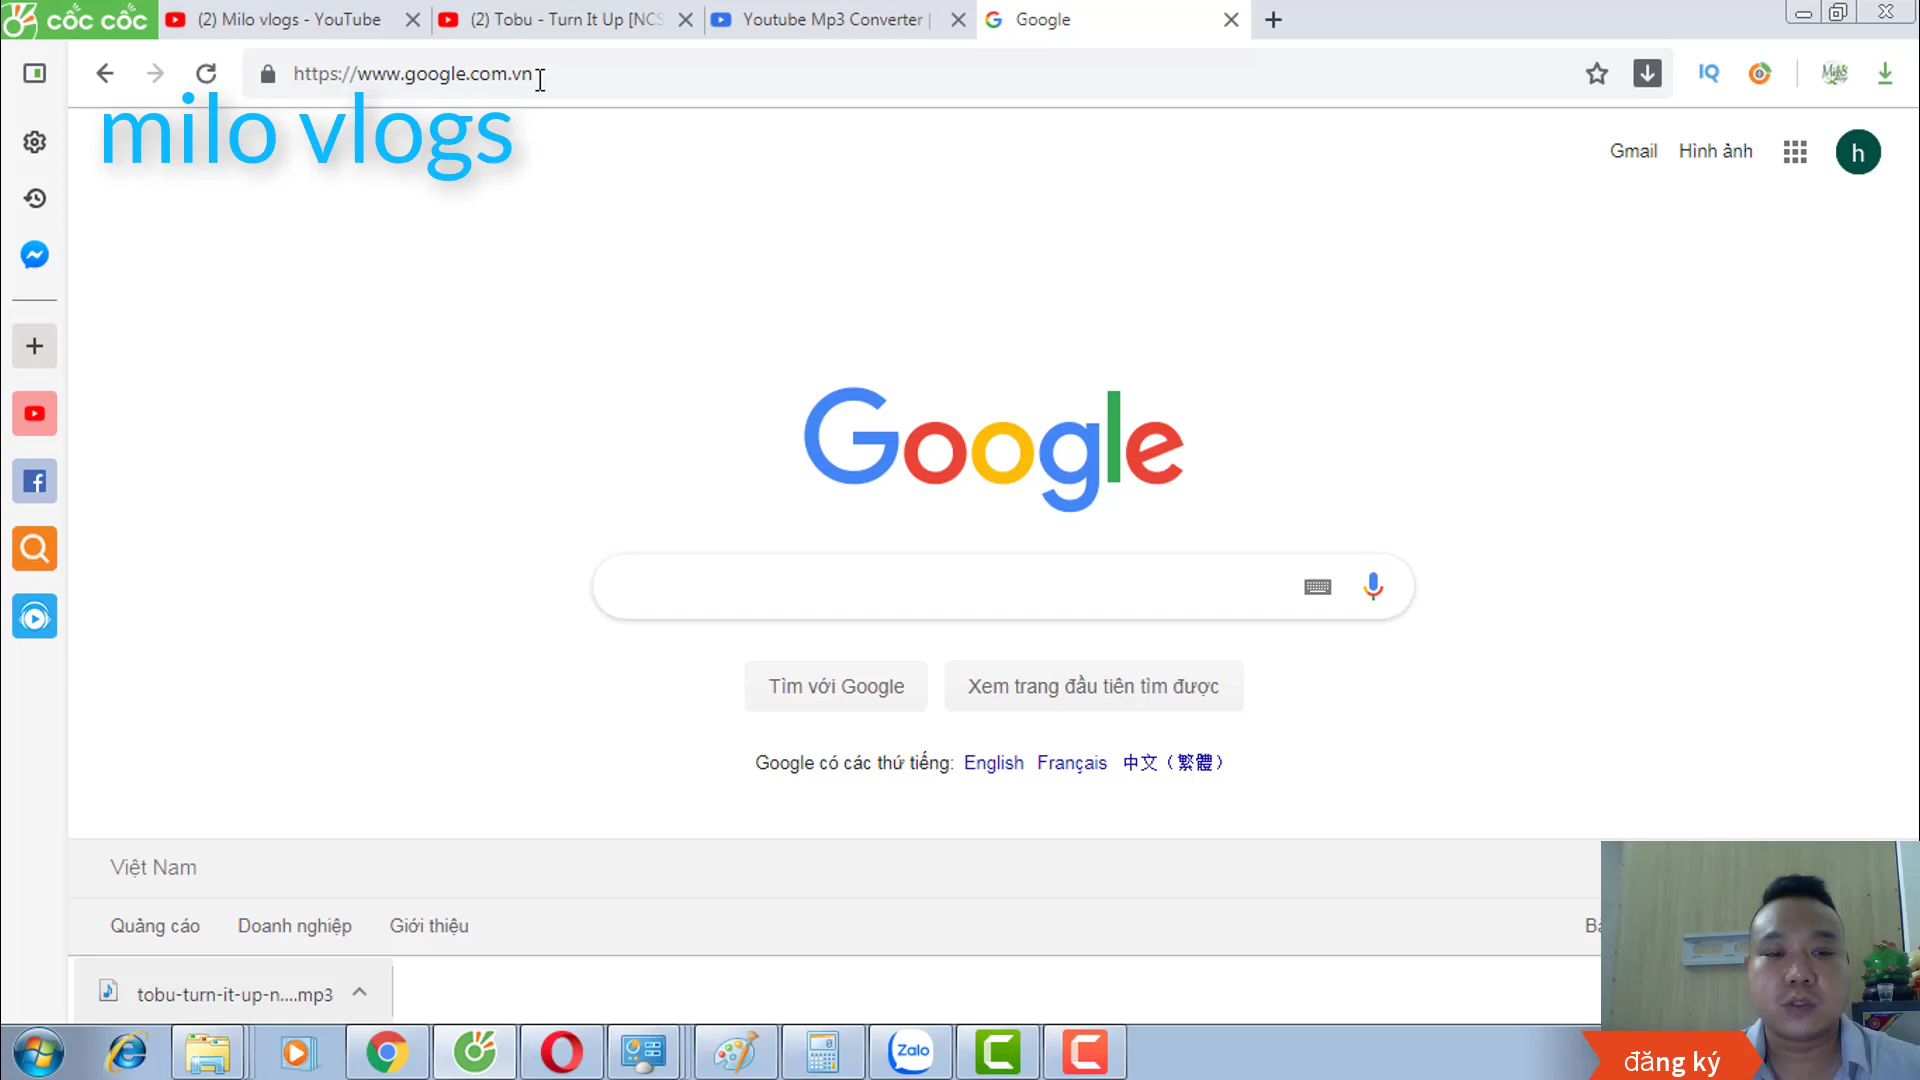 cốc cốc
(2) Milo vlogs - YouTube
(2) Tobu - Turn It Up [NCS
Youtube Mp3 Converter |
Google
https://www.google.com.vn
IQ
milo vlogs
Gmail
Hình ảnh
h
Google
Tìm với Google
Xem trang đầu tiên tìm được
Google có các thứ tiếng: English Français 中文（繁體）
Việt Nam
Quảng cáo
Doanh nghiệp
Giới thiệu
tobu-turn-it-up-n....mp3
Zalo
đăng ký